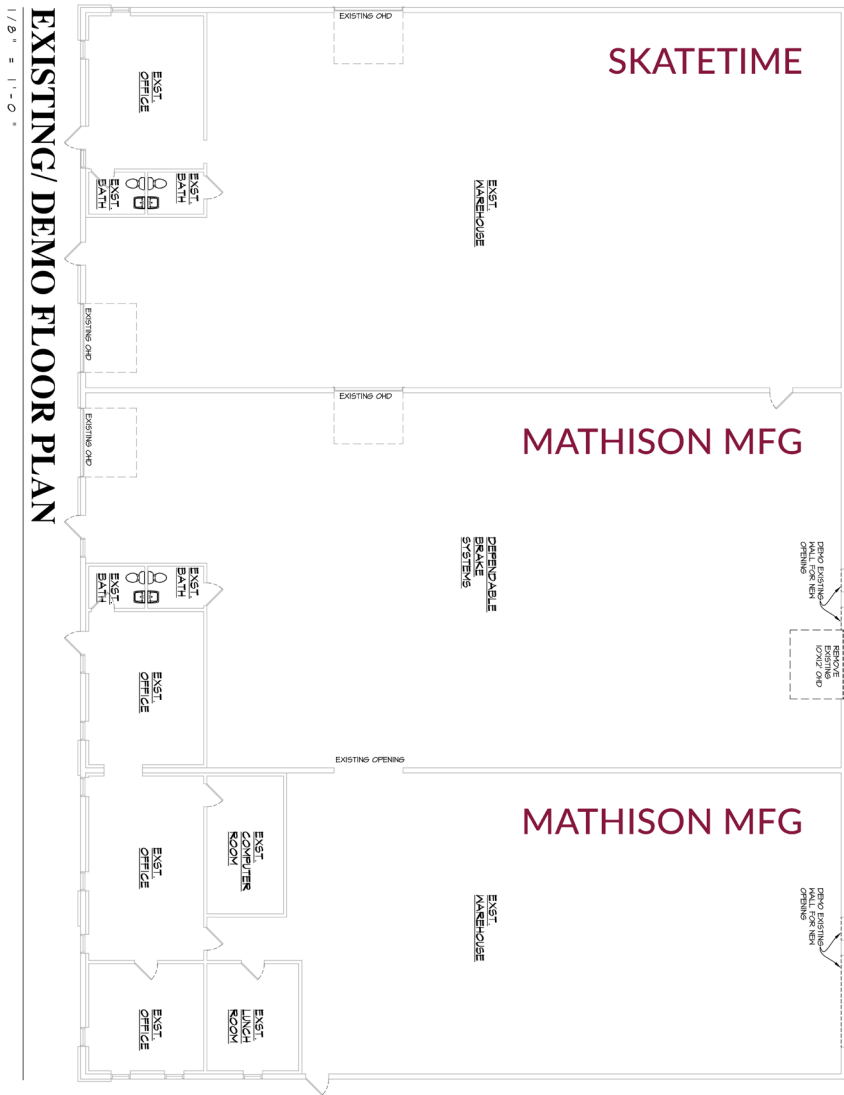 EXISTING/ DEMO FLOOR PLAN
1/8" = 1'-0"
EXISTING OHD
SKATETIME
EXST.
OFFICE
EXST.
BATH
EXST.
BATH
EXST.
WAREHOUSE
EXISTING OHD
EXISTING OHD
EXISTING OHD
MATHISON MFG
DEPENDABLE
BRAKE
SYSTEMS
DEMO EXISTING
WALL FOR NEW
OPENING
EXST.
BATH
EXST.
BATH
REMOVE
EXISTING
10'X12' OHD
EXST.
OFFICE
EXISTING OPENING
MATHISON MFG
EXST.
OFFICE
EXST.
COMPUTER
ROOM
EXST.
WAREHOUSE
DEMO EXISTING
WALL FOR NEW
OPENING
EXST.
OFFICE
EXST.
LUNCH
ROOM